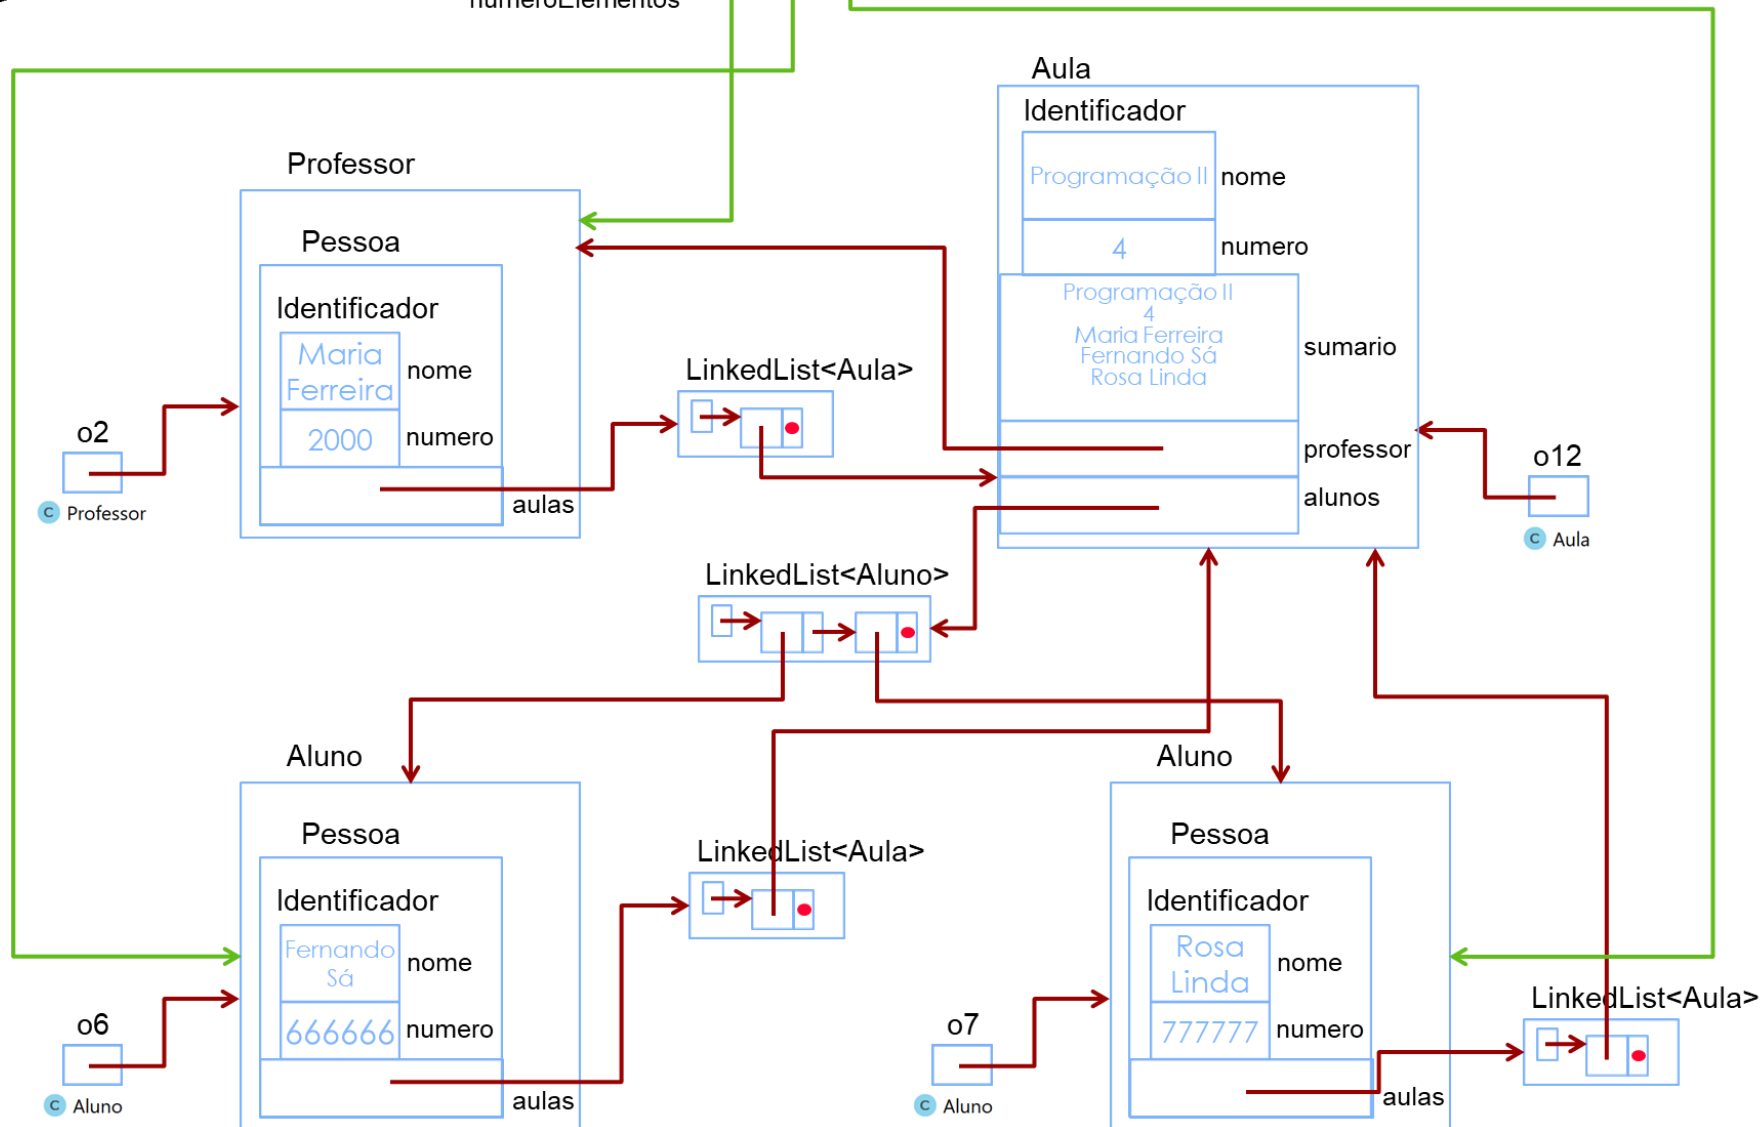 numeroElementos
Aula
Identificador
Programação II nome
4 numero
Programação II
4
Maria Ferreira
Fernando Sá
Rosa Linda
sumario
professor
alunos
o12
C Aula
Professor
Pessoa
Identificador
Maria
Ferreira
nome
2000 numero
aulas
o2
C Professor
LinkedList<Aula>
LinkedList<Aluno>
Aluno
Pessoa
Identificador
Fernando
Sá
nome
666666 numero
aulas
o6
C Aluno
LinkedList<Aula>
Aluno
Pessoa
Identificador
Rosa
Linda
nome
777777 numero
aulas
o7
C Aluno
LinkedList<Aula>